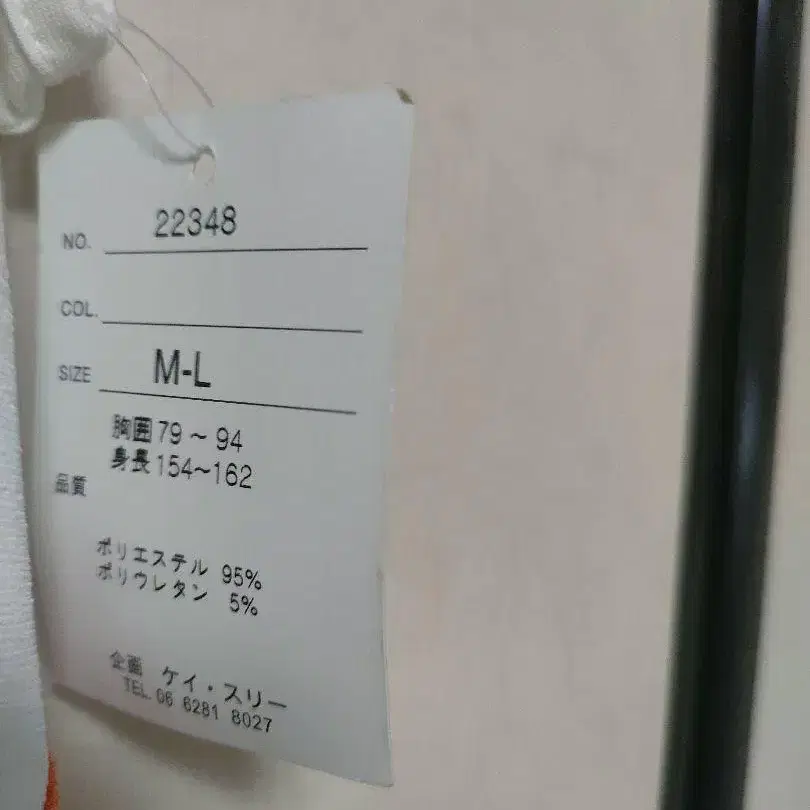 NO. 22348
COL.
SIZE M-L
胸囲79～94
身長154～162
品質
ポリエステル 95%
ポリウレタン 5%
企画 ケイ・スリー
TEL.06 6281 8027